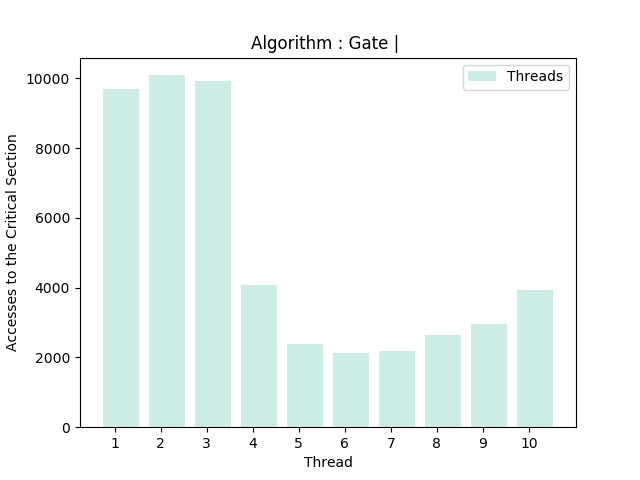 Algorithm : Gate |
Threads
Accesses to the Critical Section
10000
8000
6000
4000
2000
0
1 2 3 4 5 6 7 8 9 10
Thread